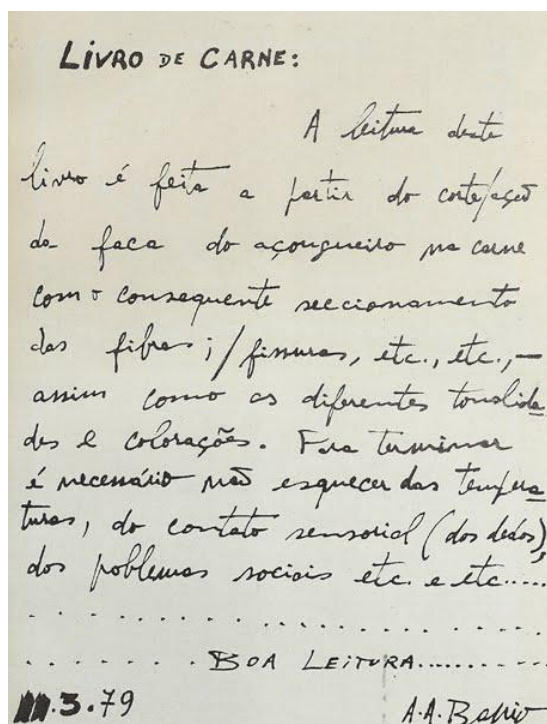 LIVRO DE CARNE:
A leitura deste
livro é feita a partir do corte/ação
da faca do açougueiro na carne
com o consequente seccionamento
das fibras; / fissuras, etc., etc., —
assim como as diferentes tonalida
des e colorações. Para terminar
é necessário não esquecer das tempera
turas, do contato sensorial (dos dedos),
dos problemas sociais etc. e etc.....
. . . . . . . . . . . . . . . . . . . .
. . . . . . . BOA LEITURA..........
.3.79 A.A.Barrio